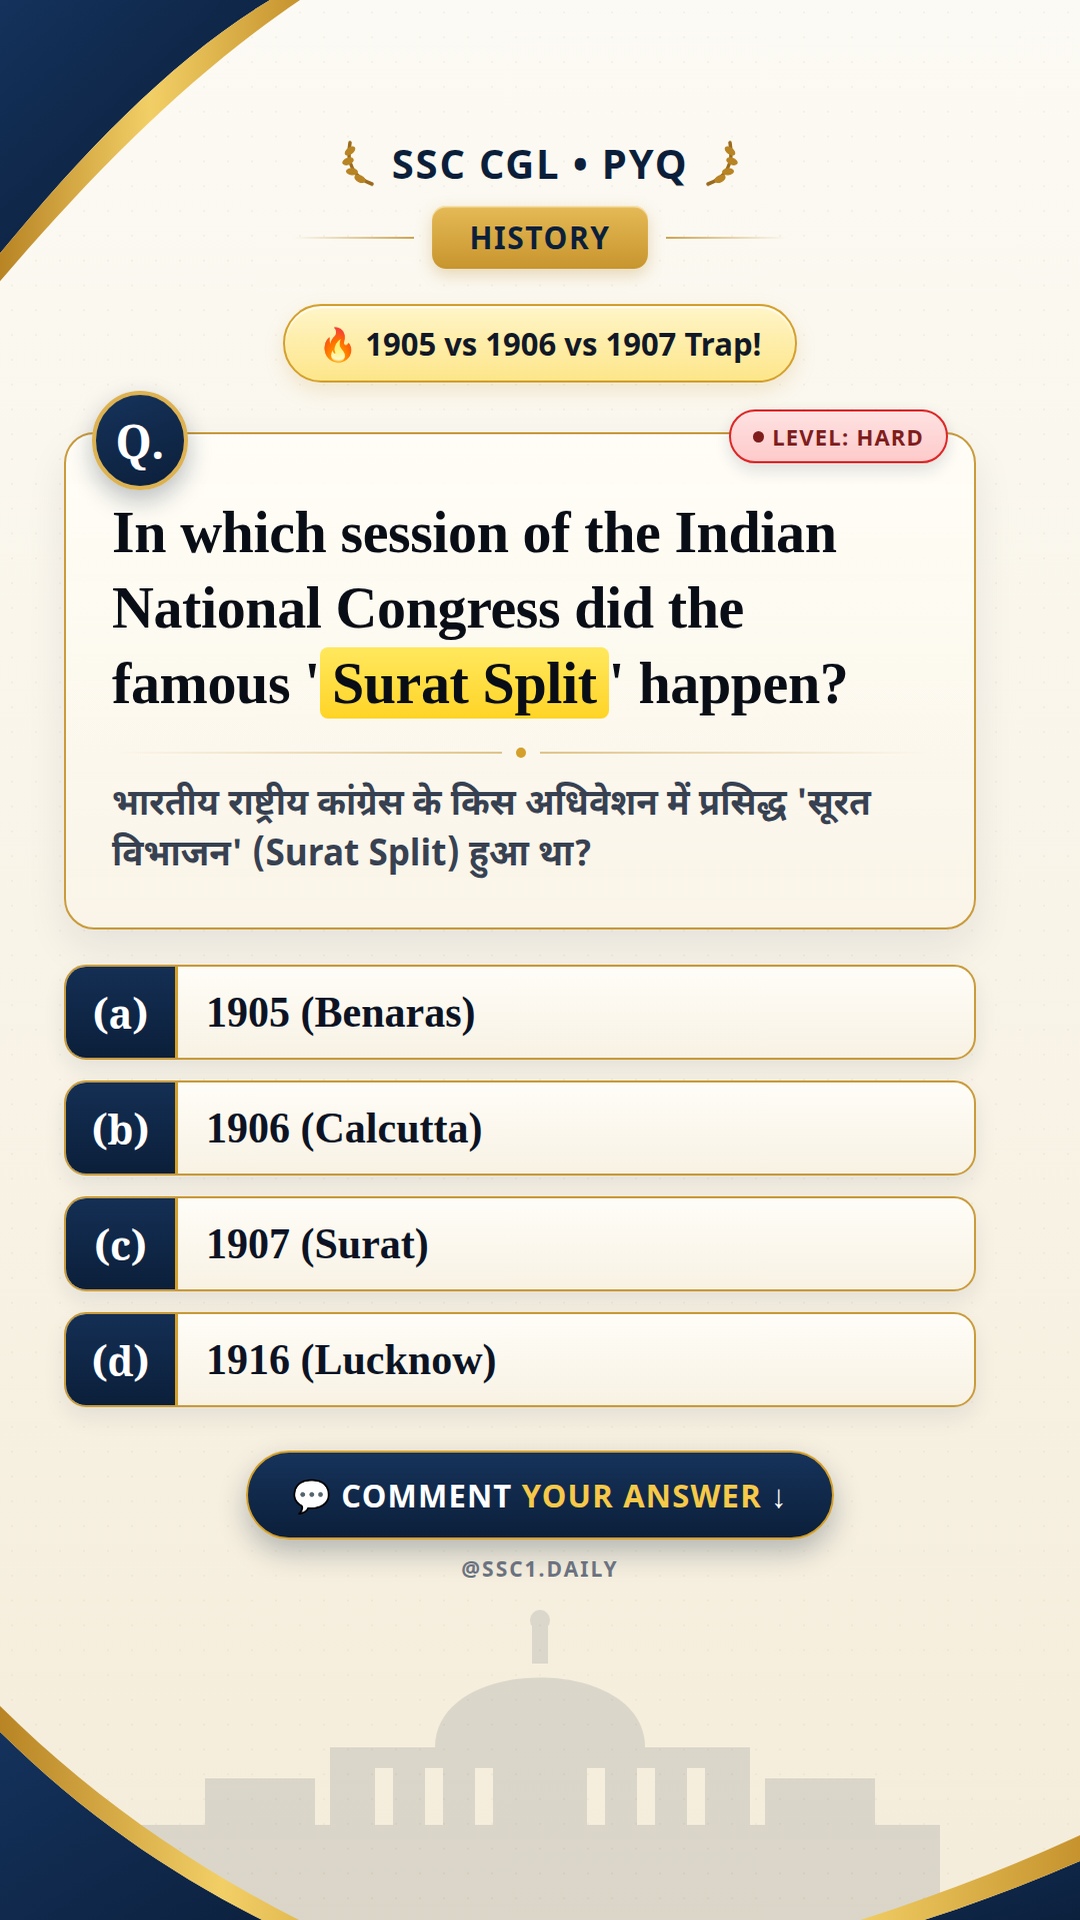 SSC CGL • PYQ
HISTORY
🔥 1905 vs 1906 vs 1907 Trap!
Q.
LEVEL: HARD
In which session of the Indian
National Congress did the
famous 'Surat Split' happen?
भारतीय राष्ट्रीय कांग्रेस के किस अधिवेशन में प्रसिद्ध 'सूरत
विभाजन' (Surat Split) हुआ था?
(a) 1905 (Benaras)
(b) 1906 (Calcutta)
(c) 1907 (Surat)
(d) 1916 (Lucknow)
💬 COMMENT YOUR ANSWER ↓
@SSC1.DAILY